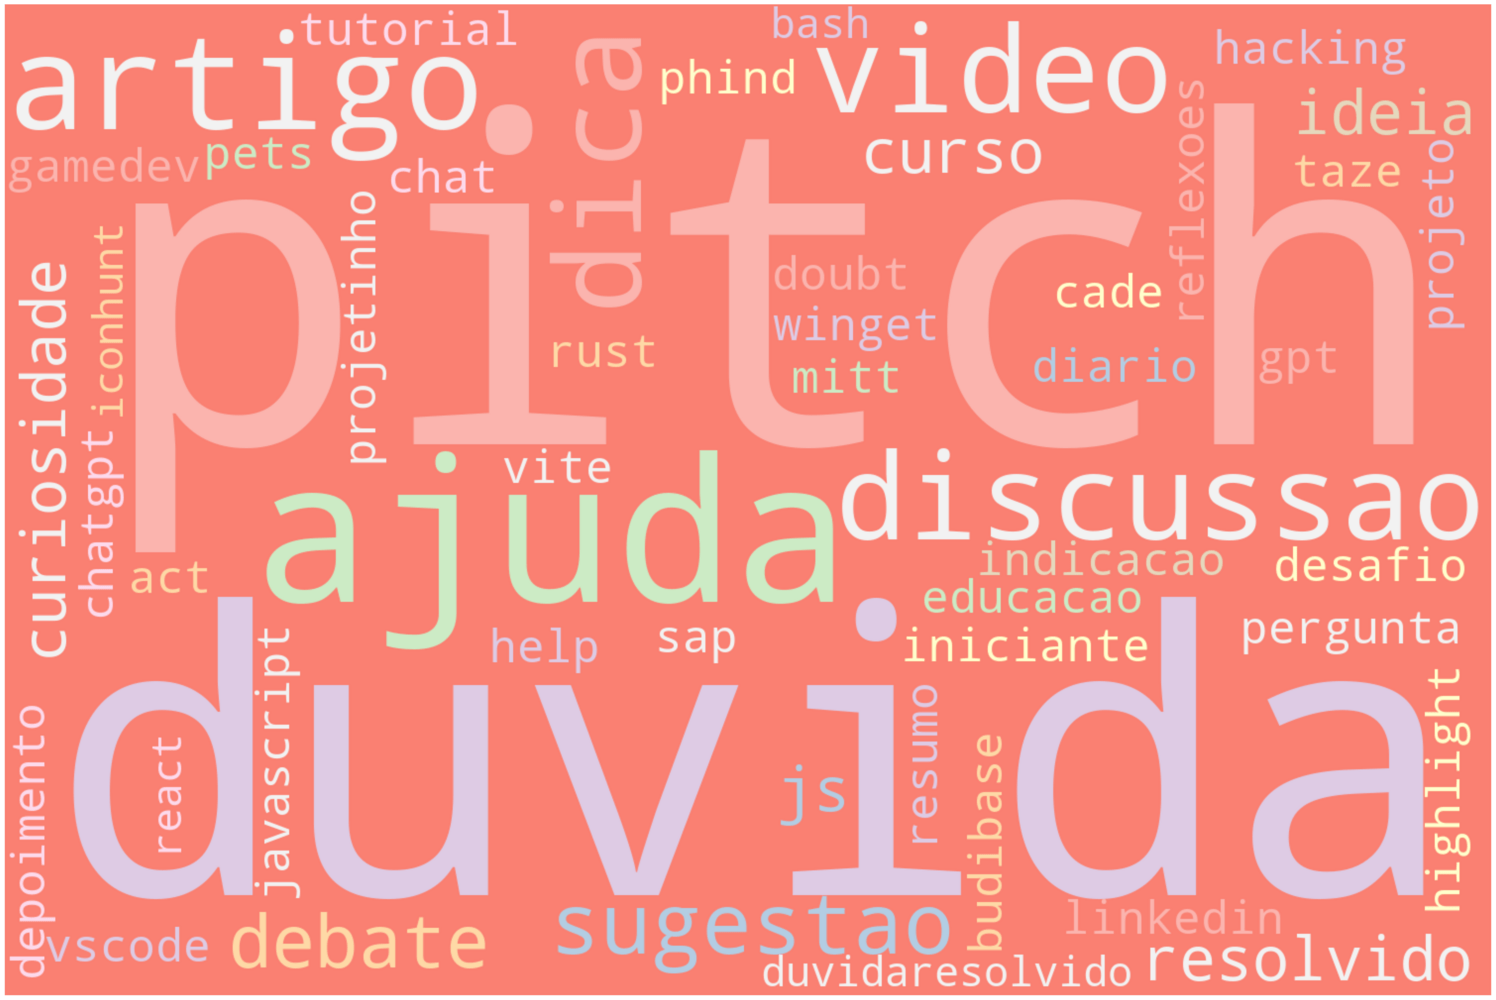 tutorial
bash
hacking
artigo
dica
phind
video
ideia
gamedev
pets
chat
curso
reflexoes
taze
projeto
pitch
iconhunt
projetinho
doubt
cade
winget
curiosidade
rust
mitt
diario
gpt
chatgpt
vite
ajuda
discussao
act
indicacao
desafio
educacao
duvida
help
sap
iniciante
pergunta
javascript
react
depoimento
js
resumo
budibase
highlight
vscode
debate
sugestao
linkedin
duvidaresolvido
resolvido